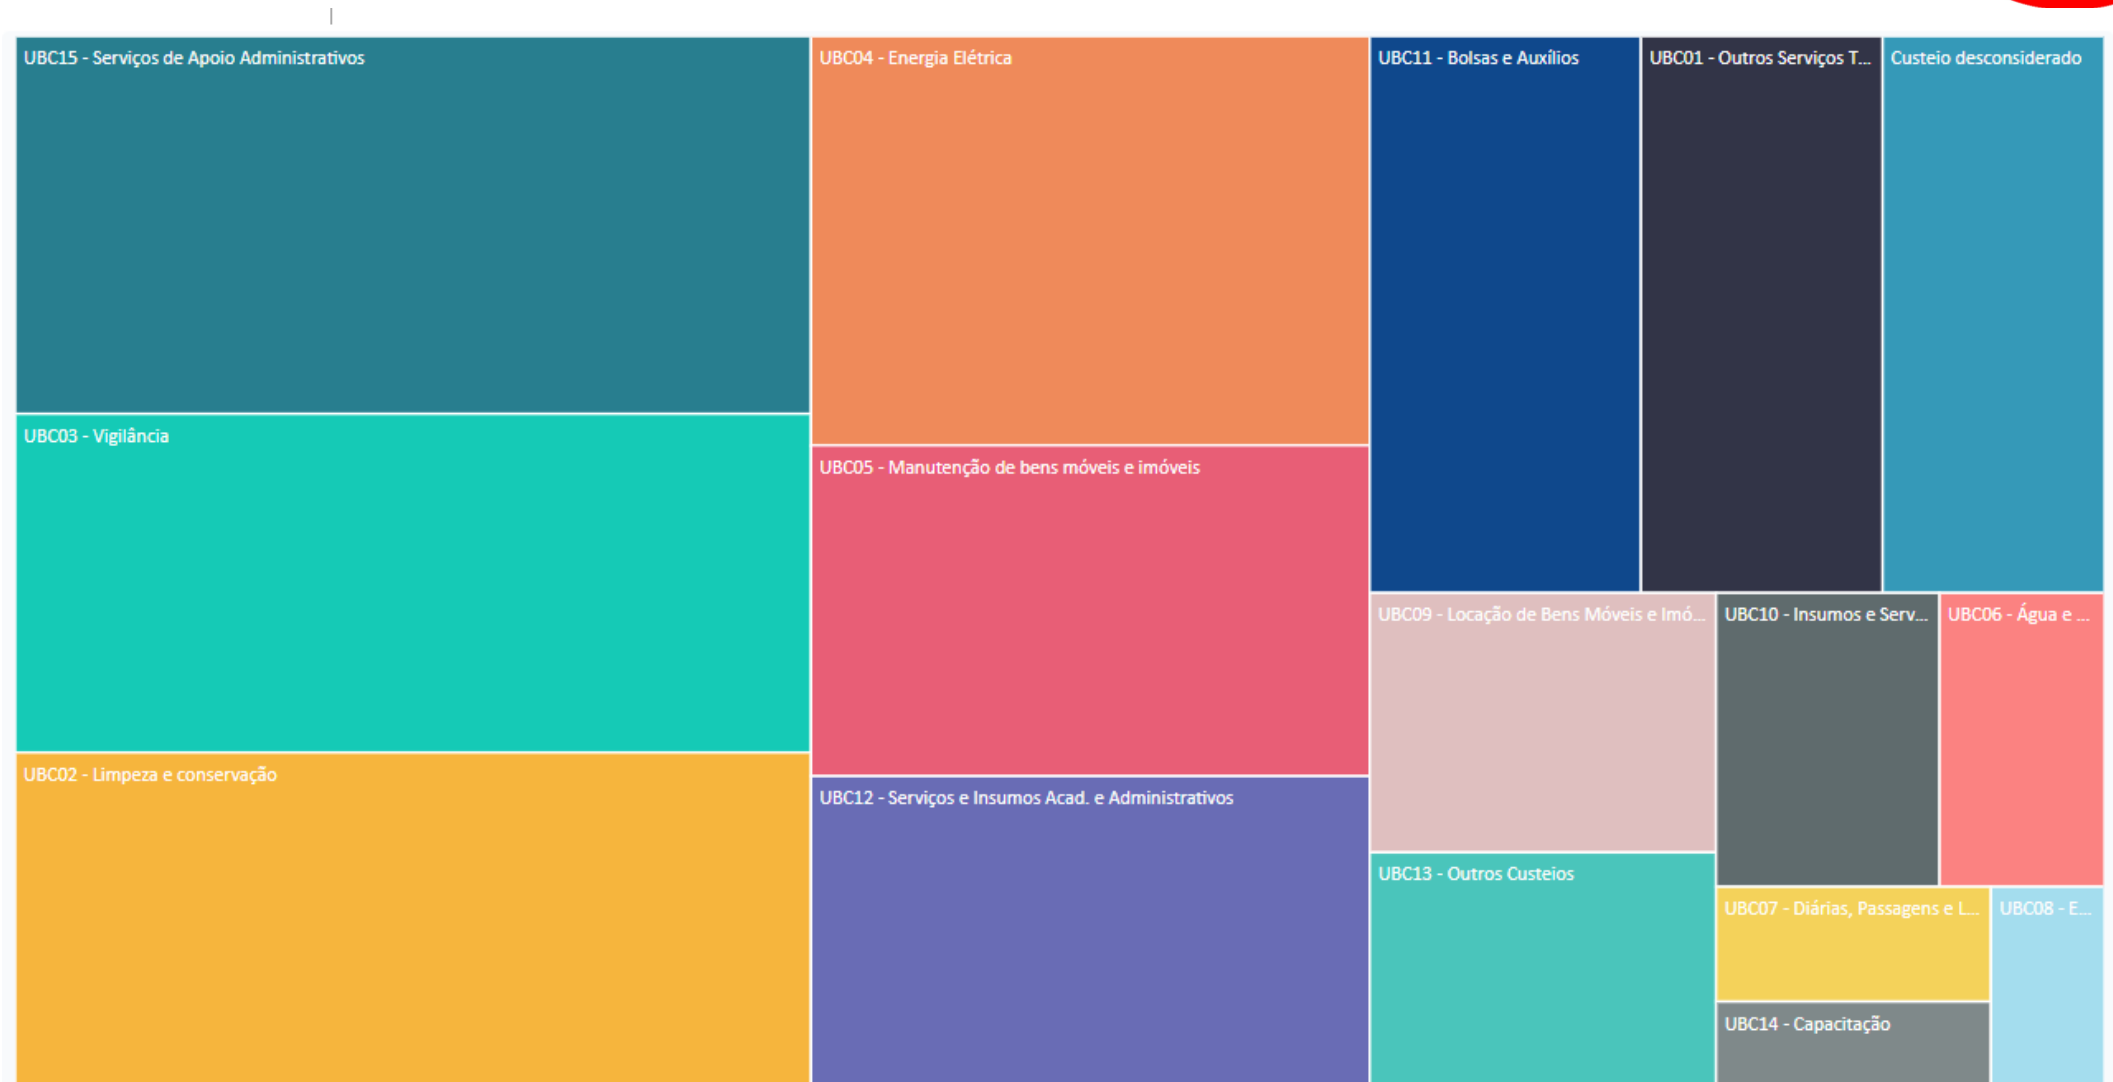 UBC15 - Serviços de Apoio Administrativos
UBC04 - Energia Elétrica
UBC11 - Bolsas e Auxílios
UBC01 - Outros Serviços T...
Custeio desconsiderado
UBC03 - Vigilância
UBC05 - Manutenção de bens móveis e imóveis
UBC09 - Locação de Bens Móveis e Imó...
UBC10 - Insumos e Serv...
UBC06 - Água e ...
UBC02 - Limpeza e conservação
UBC12 - Serviços e Insumos Acad. e Administrativos
UBC13 - Outros Custeios
UBC07 - Diárias, Passagens e L...
UBC08 - E...
UBC14 - Capacitação